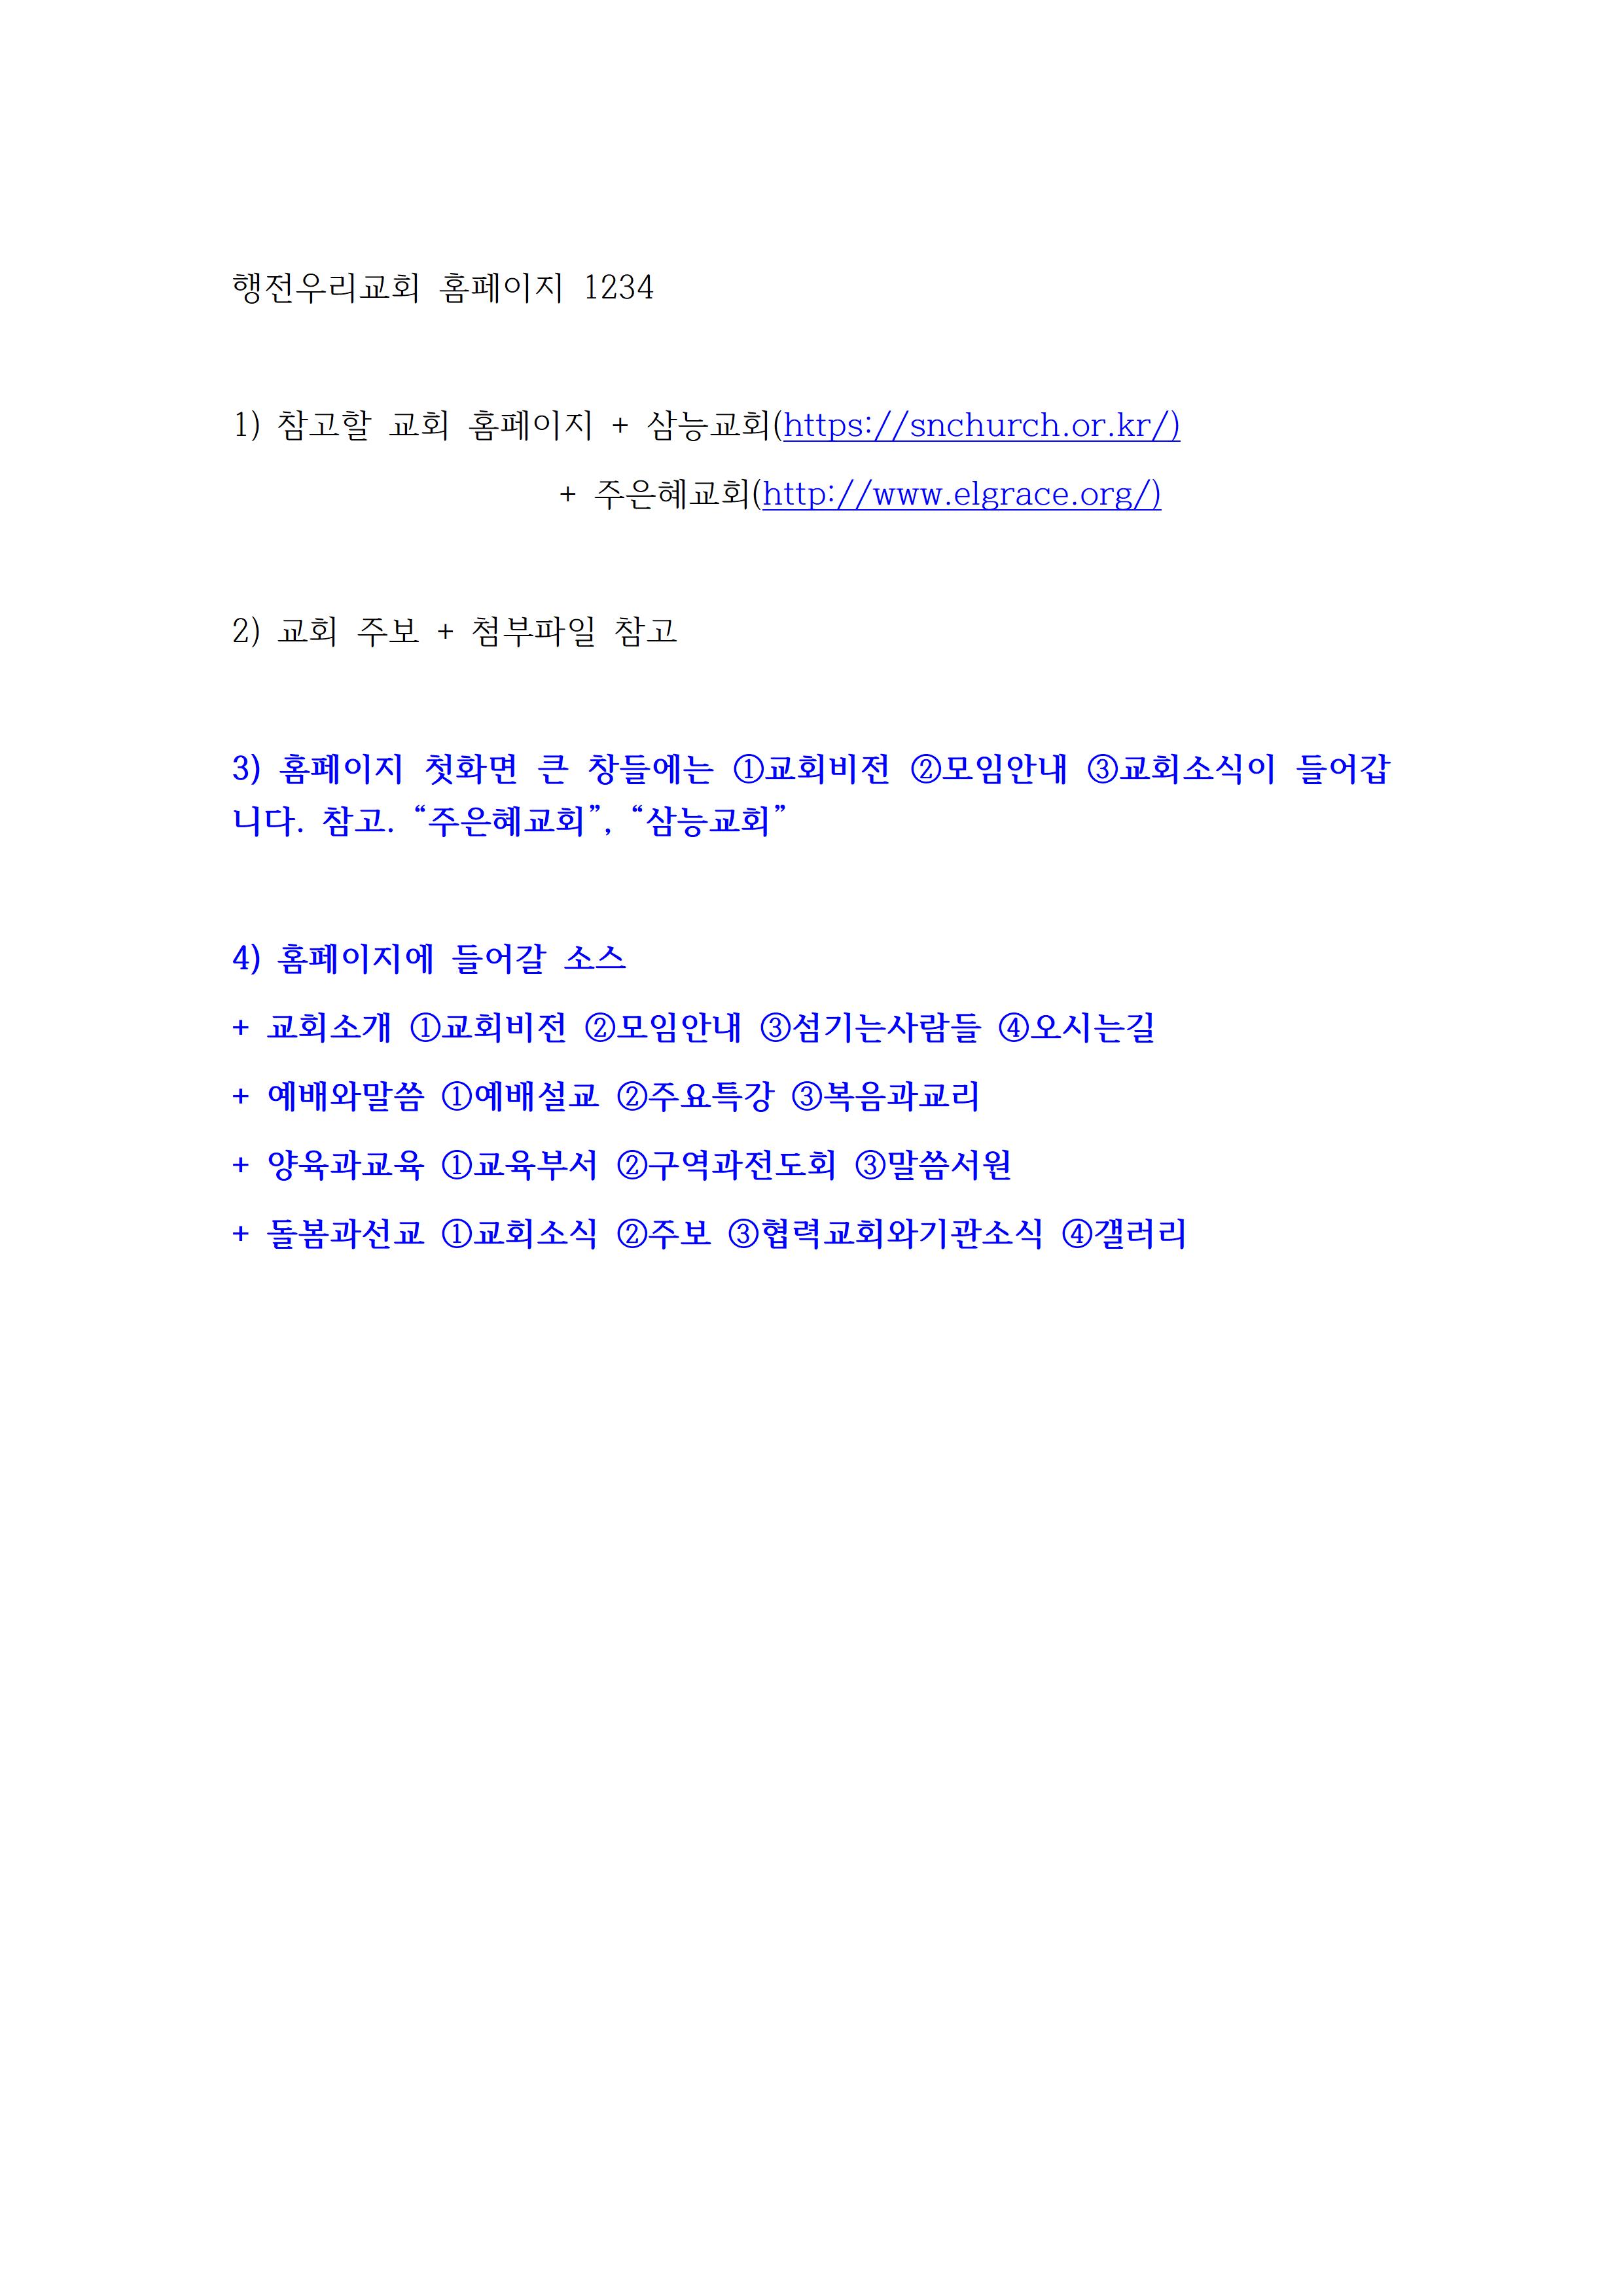 행전우리교회 홈페이지 1234
1) 참고할 교회 홈페이지 + 삼능교회(https://snchurch.or.kr/)
+ 주은혜교회(http://www.elgrace.org/)
2) 교회 주보 + 첨부파일 참고
3) 홈페이지 첫화면 큰 창들에는 ①교회비전 ②모임안내 ③교회소식이 들어갑
니다. 참고. “주은혜교회”, “삼능교회”
4) 홈페이지에 들어갈 소스
+ 교회소개 ①교회비전 ②모임안내 ③섬기는사람들 ④오시는길
+ 예배와말씀 ①예배설교 ②주요특강 ③복음과교리
+ 양육과교육 ①교육부서 ②구역과전도회 ③말씀서원
+ 돌봄과선교 ①교회소식 ②주보 ③협력교회와기관소식 ④갤러리